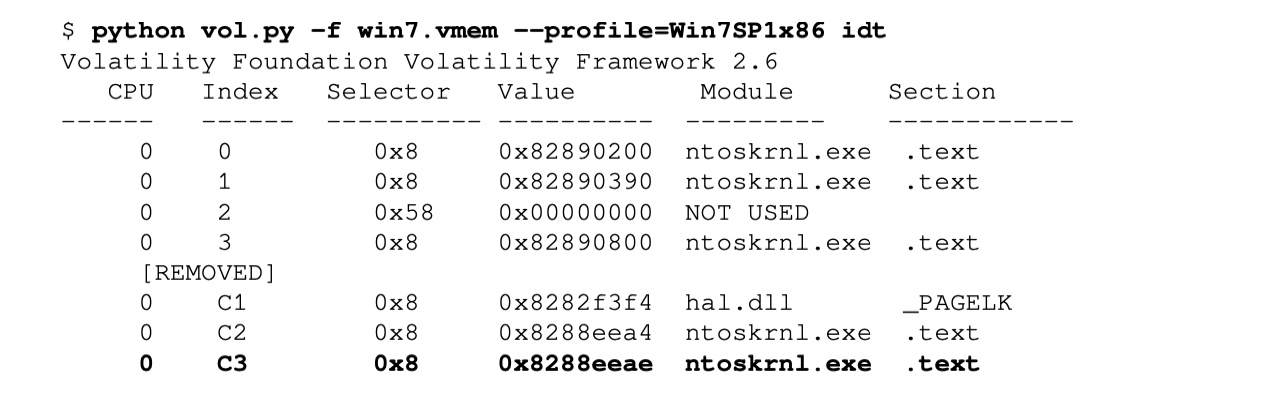 $ python vol.py -f win7.vmem --profile=Win7SP1x86 idt
Volatility Foundation Volatility Framework 2.6
CPU Index Selector Value Module Section
------ ------ ---------- ---------- --------- ------------
0 0 0x8 0x82890200 ntoskrnl.exe .text
0 1 0x8 0x82890390 ntoskrnl.exe .text
0 2 0x58 0x00000000 NOT USED
0 3 0x8 0x82890800 ntoskrnl.exe .text
[REMOVED]
0 C1 0x8 0x8282f3f4 hal.dll _PAGELK
0 C2 0x8 0x8288eea4 ntoskrnl.exe .text
0 C3 0x8 0x8288eeae ntoskrnl.exe .text